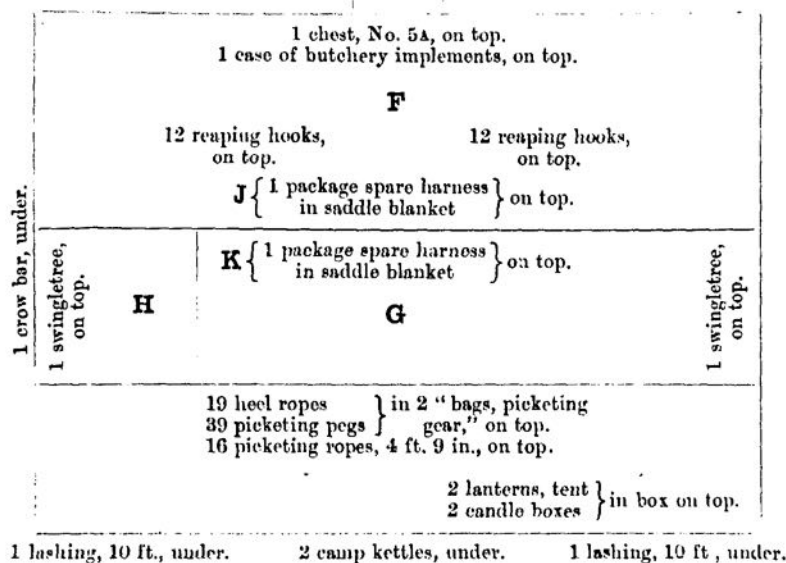 1 chest, No. 5A, on top.
1 case of butchery implements, on top.
F
12 reaping hooks, on top.
12 reaping hooks, on top.
J { 1 package spare harness in saddle blanket } on top.
1 crow bar, under.
1 swingletree, on top.
H
K { 1 package spare harness in saddle blanket } on top.
G
1 swingletree, on top.
19 heel ropes
39 picketing pegs } in 2 " bags, picketing gear," on top.
16 picketing ropes, 4 ft. 9 in., on top.
2 lanterns, tent
2 candle boxes } in box on top.
1 lashing, 10 ft., under.
2 camp kettles, under.
1 lashing, 10 ft, under.